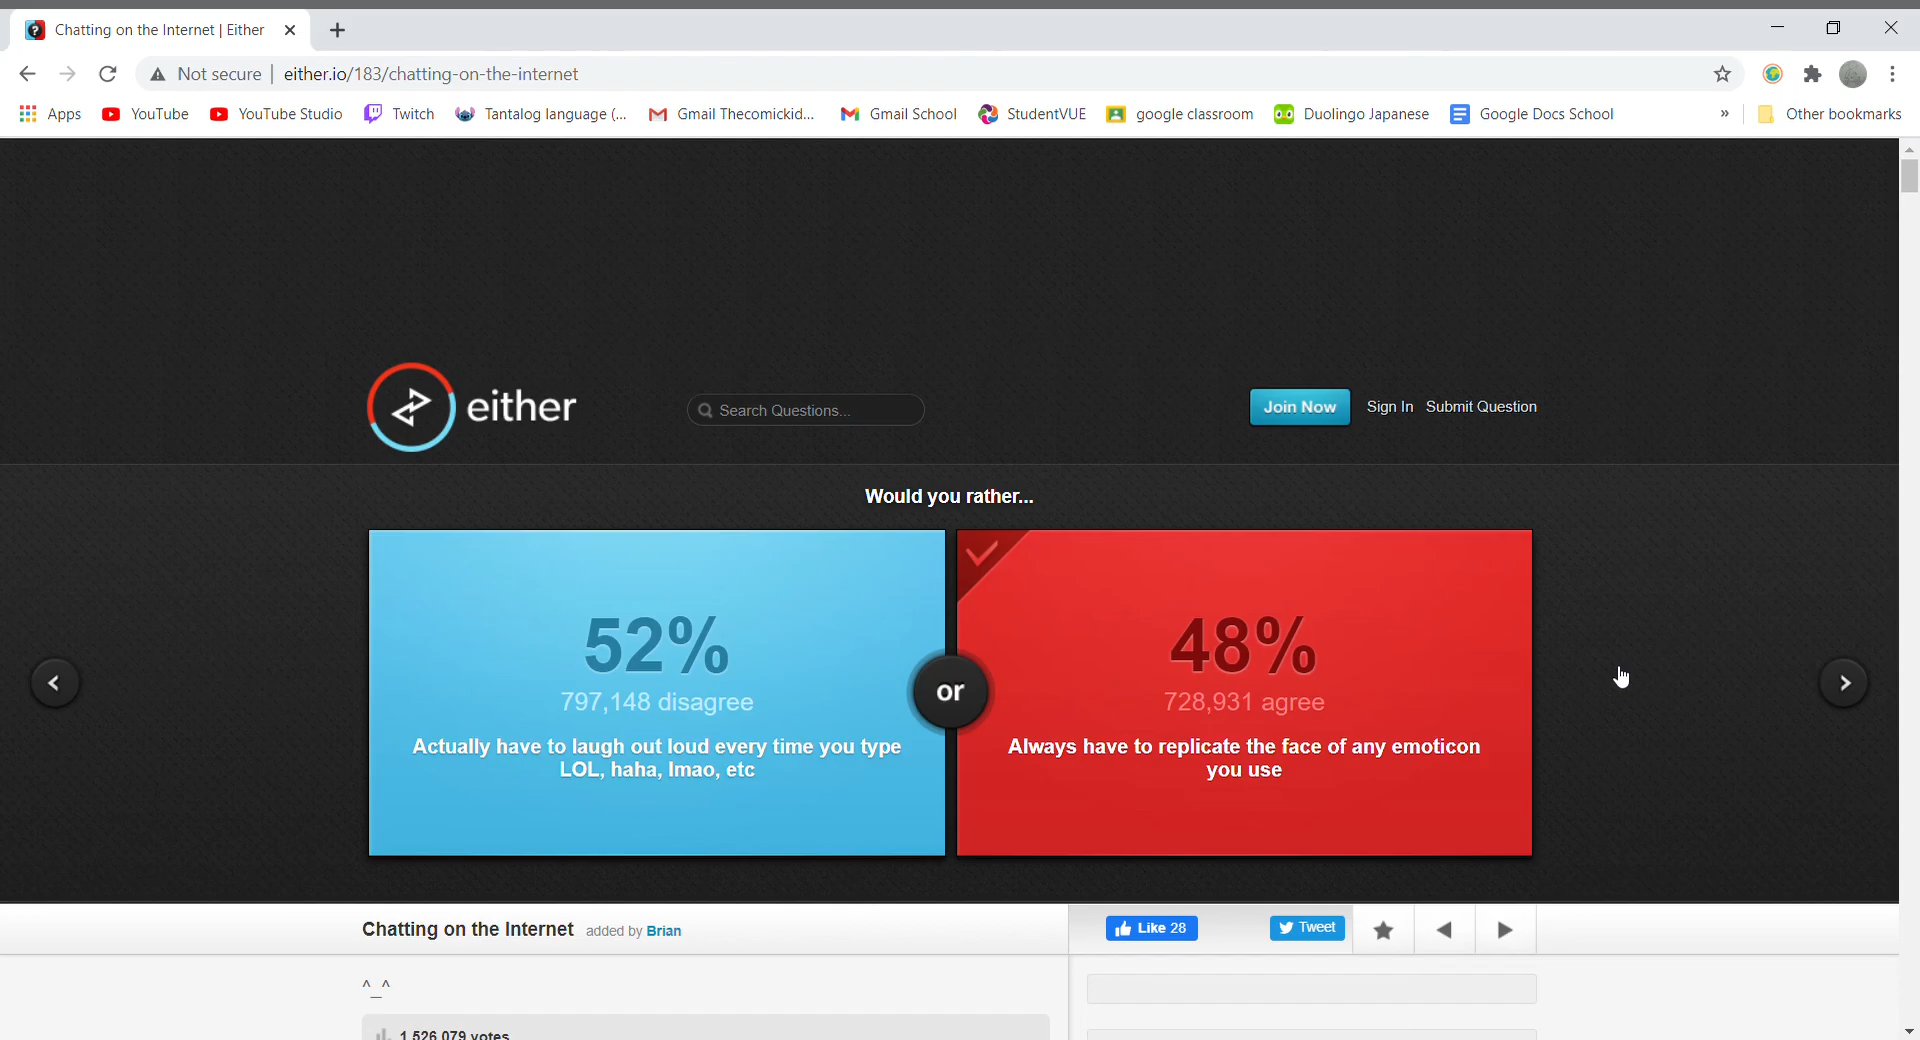 Chatting on the Internet | Either
Not secure | either.io/183/chatting-on-the-internet
Apps YouTube YouTube Studio Twitch Tantalog language (... Gmail Thecomickid... Gmail School StudentVUE google classroom Duolingo Japanese Google Docs School » Other bookmarks
either
Search Questions...
Join Now Sign In Submit Question
Would you rather...
52%
797,148 disagree
Actually have to laugh out loud every time you type
LOL, haha, lmao, etc
or
48%
728,931 agree
Always have to replicate the face of any emoticon
you use
Chatting on the Internet added by Brian
Like 28
Tweet
^_^
1,526,079 votes